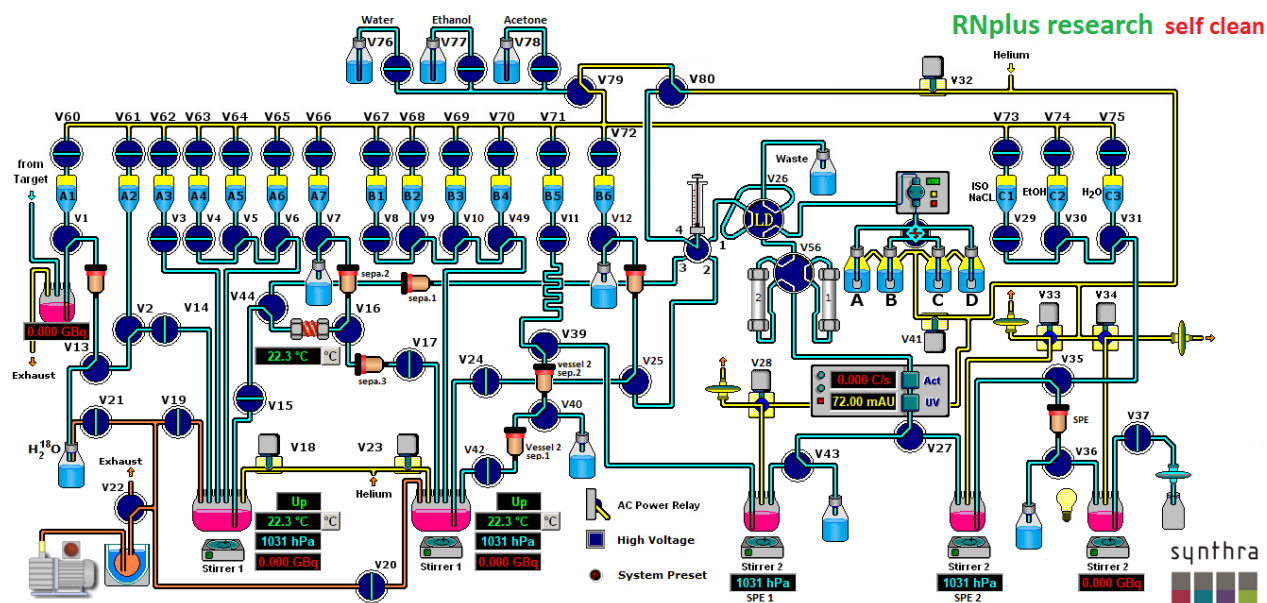 RNplus research self clean
Water Ethanol Acetone
V76 V77 V78
V79 V80 V32 Helium
V60 V61 V62 V63 V64 V65 V66 V67 V68 V69 V70 V71 V72 V73 V74 V75
from
Target
Waste
V26
A1 A2 A3 A4 A5 A6 A7 B1 B2 B3 B4 B6
ISO
NaCL
C1 EtOH C2 H2O C3
V1 V3 V4 V5 V6 V7 V8 V9 V10 V49 V11 V12 V29 V30 V31
4 1 3 2
JLD
V56
sepa.2
sepa.1
2 1
A B C D
0.000 GBq
V2 V14 V44 V16
V33 V34
V41
Exhaust
V13
22.3 °C °C
sepa.3
V17 V24 V39 V25
vessel 2
sep.2
V28
0.000 C/s Act
72.00 mAU UV
V35
V21 V19 V15
V40
SPE
V37
H2 18O
V18 V23 V42
Vessel 2
sep.1
V43 V27 V36
Exhaust
Helium
V22
Up Up
22.3 °C °C 22.3 °C °C
1031 hPa 1031 hPa
0.000 GBq 0.000 GBq
Stirrer 1 Stirrer 1
V20
AC Power Relay
High Voltage
System Preset
Stirrer 2 Stirrer 2 Stirrer 2
1031 hPa 1031 hPa 0.000 GBq
SPE 1 SPE 2
synthra